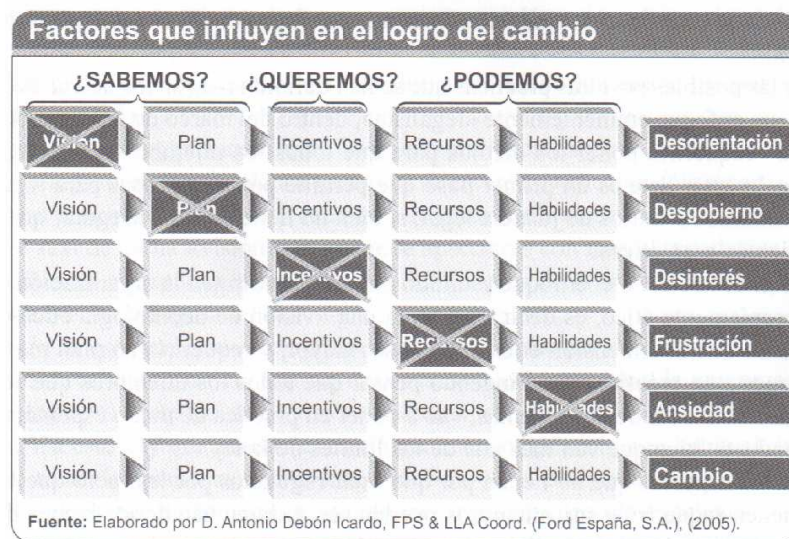 Factores que influyen en el logro del cambio
¿SABEMOS? ¿QUEREMOS? ¿PODEMOS?
Visión Plan Incentivos Recursos Habilidades Desorientación
Visión Plan Incentivos Recursos Habilidades Desgobierno
Visión Plan Incentivos Recursos Habilidades Desinterés
Visión Plan Incentivos Recursos Habilidades Frustración
Visión Plan Incentivos Recursos Habilidades Ansiedad
Visión Plan Incentivos Recursos Habilidades Cambio
Fuente: Elaborado por D. Antonio Debón Icardo, FPS & LLA Coord. (Ford España, S.A.), (2005).